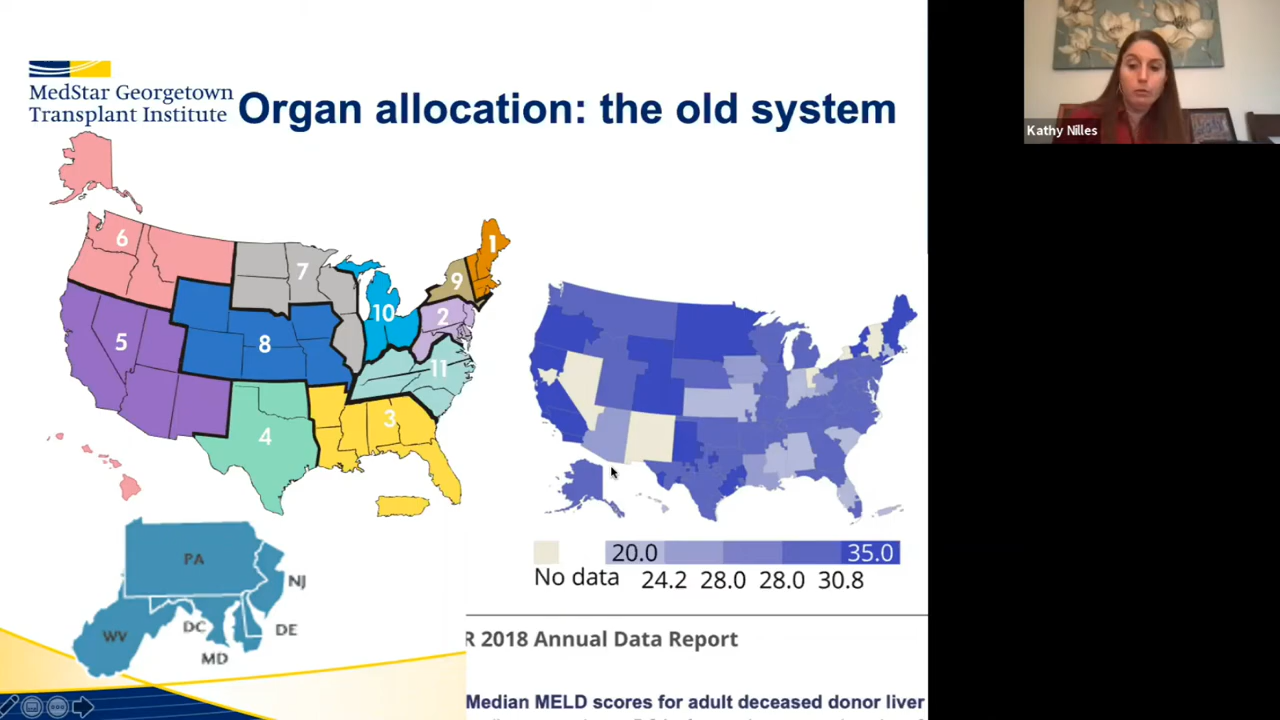 MedStar Georgetown
Transplant Institute
Organ allocation: the old system
Kathy Nilles
6
7
1
9
10
2
5
8
11
3
4
PA
NJ
WV
DC
DE
MD
20.0 35.0
No data 24.2 28.0 28.0 30.8
R 2018 Annual Data Report
Median MELD scores for adult deceased donor liver